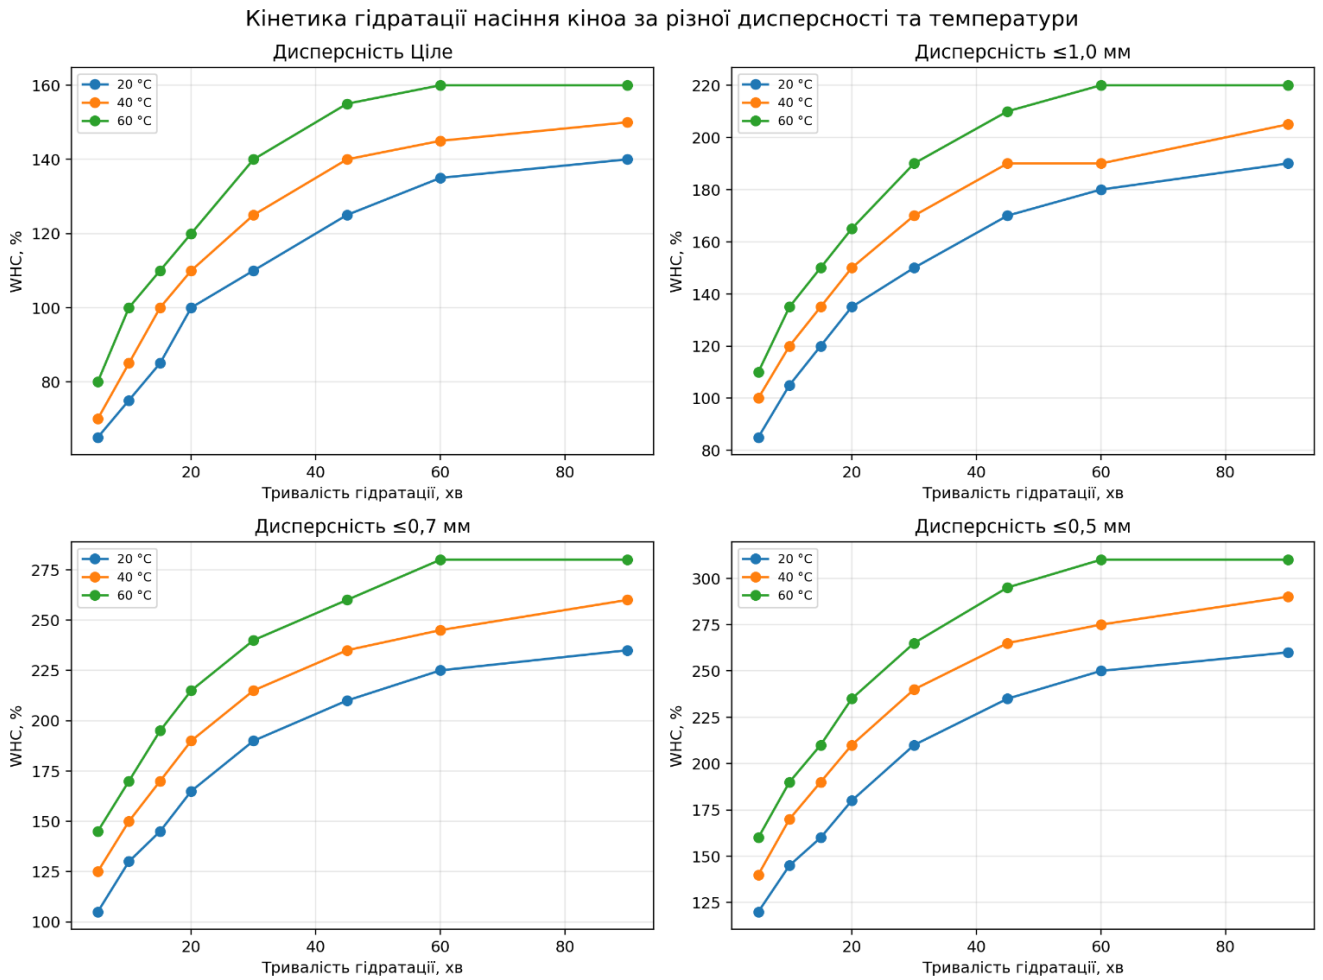 Кінетика гідратації насіння кіноа за різної дисперсності та температури
Дисперсність Ціле
WHC, %
160
140
120
100
80
20 °C
40 °C
60 °C
20 40 60 80
Тривалість гідратації, хв
Дисперсність ≤1,0 мм
WHC, %
220
200
180
160
140
120
100
80
20 °C
40 °C
60 °C
20 40 60 80
Тривалість гідратації, хв
Дисперсність ≤0,7 мм
WHC, %
275
250
225
200
175
150
125
100
20 °C
40 °C
60 °C
20 40 60 80
Тривалість гідратації, хв
Дисперсність ≤0,5 мм
WHC, %
300
275
250
225
200
175
150
125
20 °C
40 °C
60 °C
20 40 60 80
Тривалість гідратації, хв